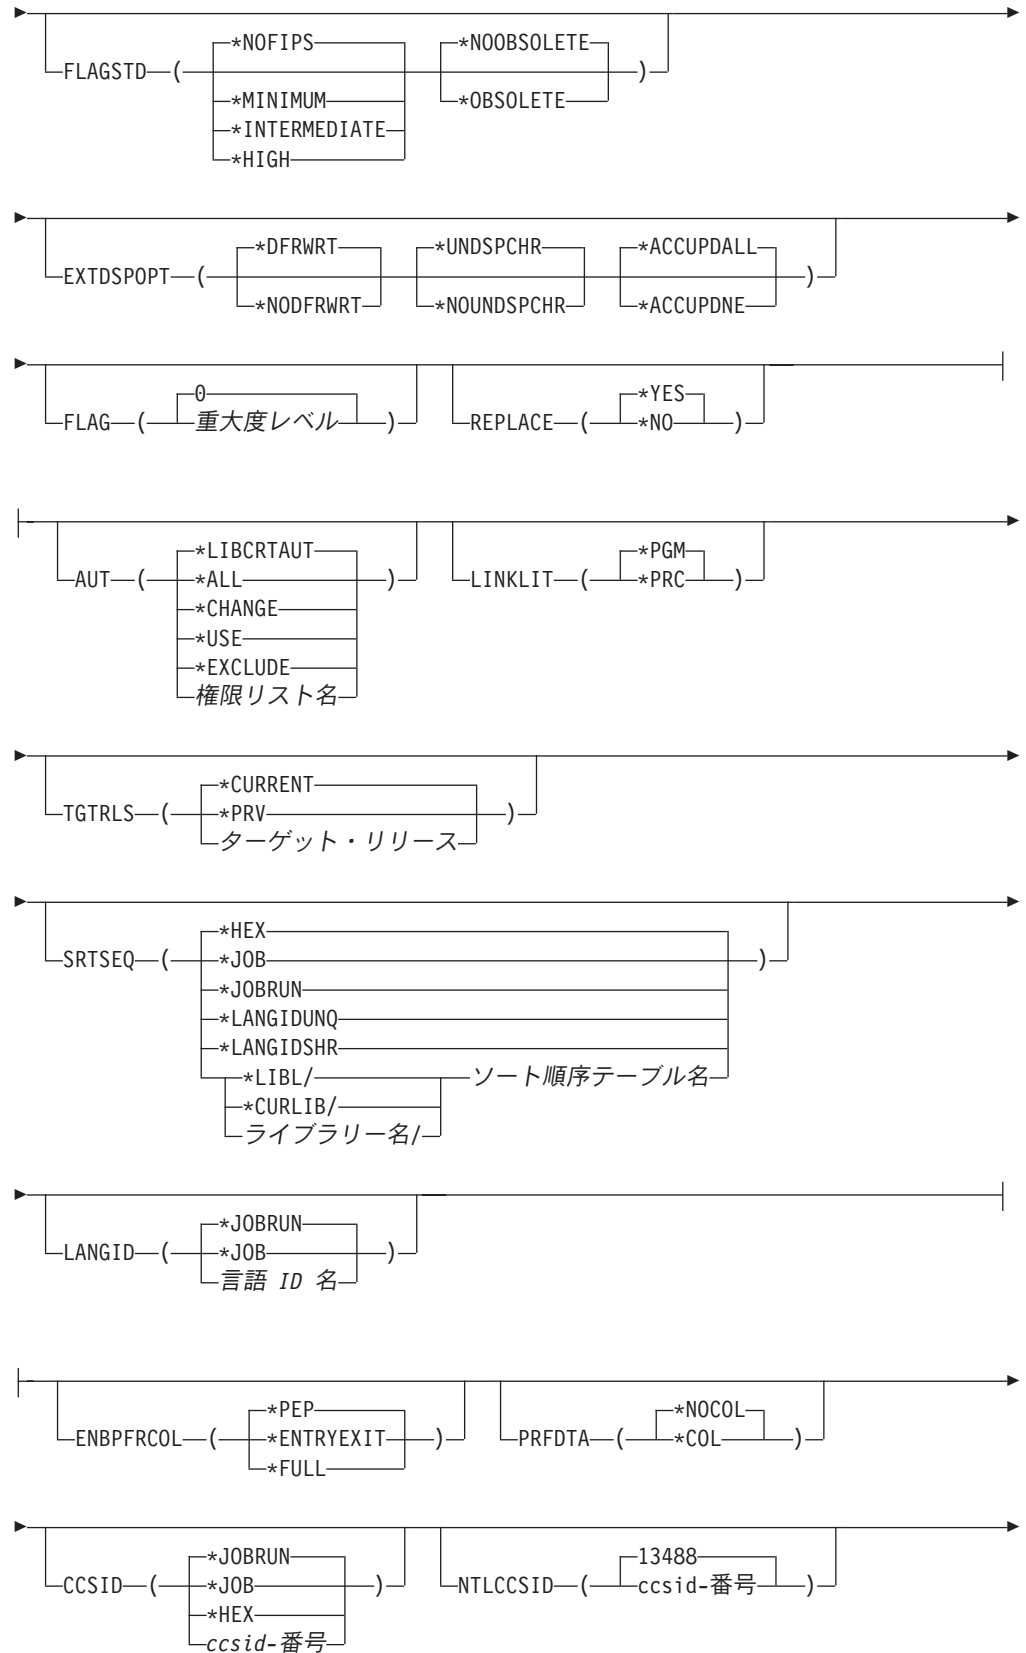 *NOFIPS *NOOBSOLETE
FLAGSTD ( )
*MINIMUM *OBSOLETE
*INTERMEDIATE
*HIGH
*DFRWRT *UNDSPCHR *ACCUPDALL
EXTDSPOPT ( )
*NODFRWRT *NOUNDSPCHR *ACCUPDNE
0 *YES
FLAG ( 重大度レベル ) REPLACE ( *NO )
*LIBCRTAUT *PGM
AUT ( *ALL ) LINKLIT ( *PRC )
*CHANGE
*USE
*EXCLUDE
権限リスト名
*CURRENT
TGTRLS ( *PRV )
ターゲット・リリース
*HEX
SRTSEQ ( *JOB )
*JOBRUN
*LANGIDUNQ
*LANGIDSHR
*LIBL/ ソート順序テーブル名
*CURLIB/
ライブラリー名/
*JOBRUN
LANGID ( *JOB )
言語 ID 名
*PEP *NOCOL
ENBPFRCOL ( *ENTRYEXIT ) PRFDTA ( *COL )
*FULL
*JOBRUN 13488
CCSID ( *JOB ) NTLCCSID ( ccsid-番号 )
*HEX
ccsid-番号